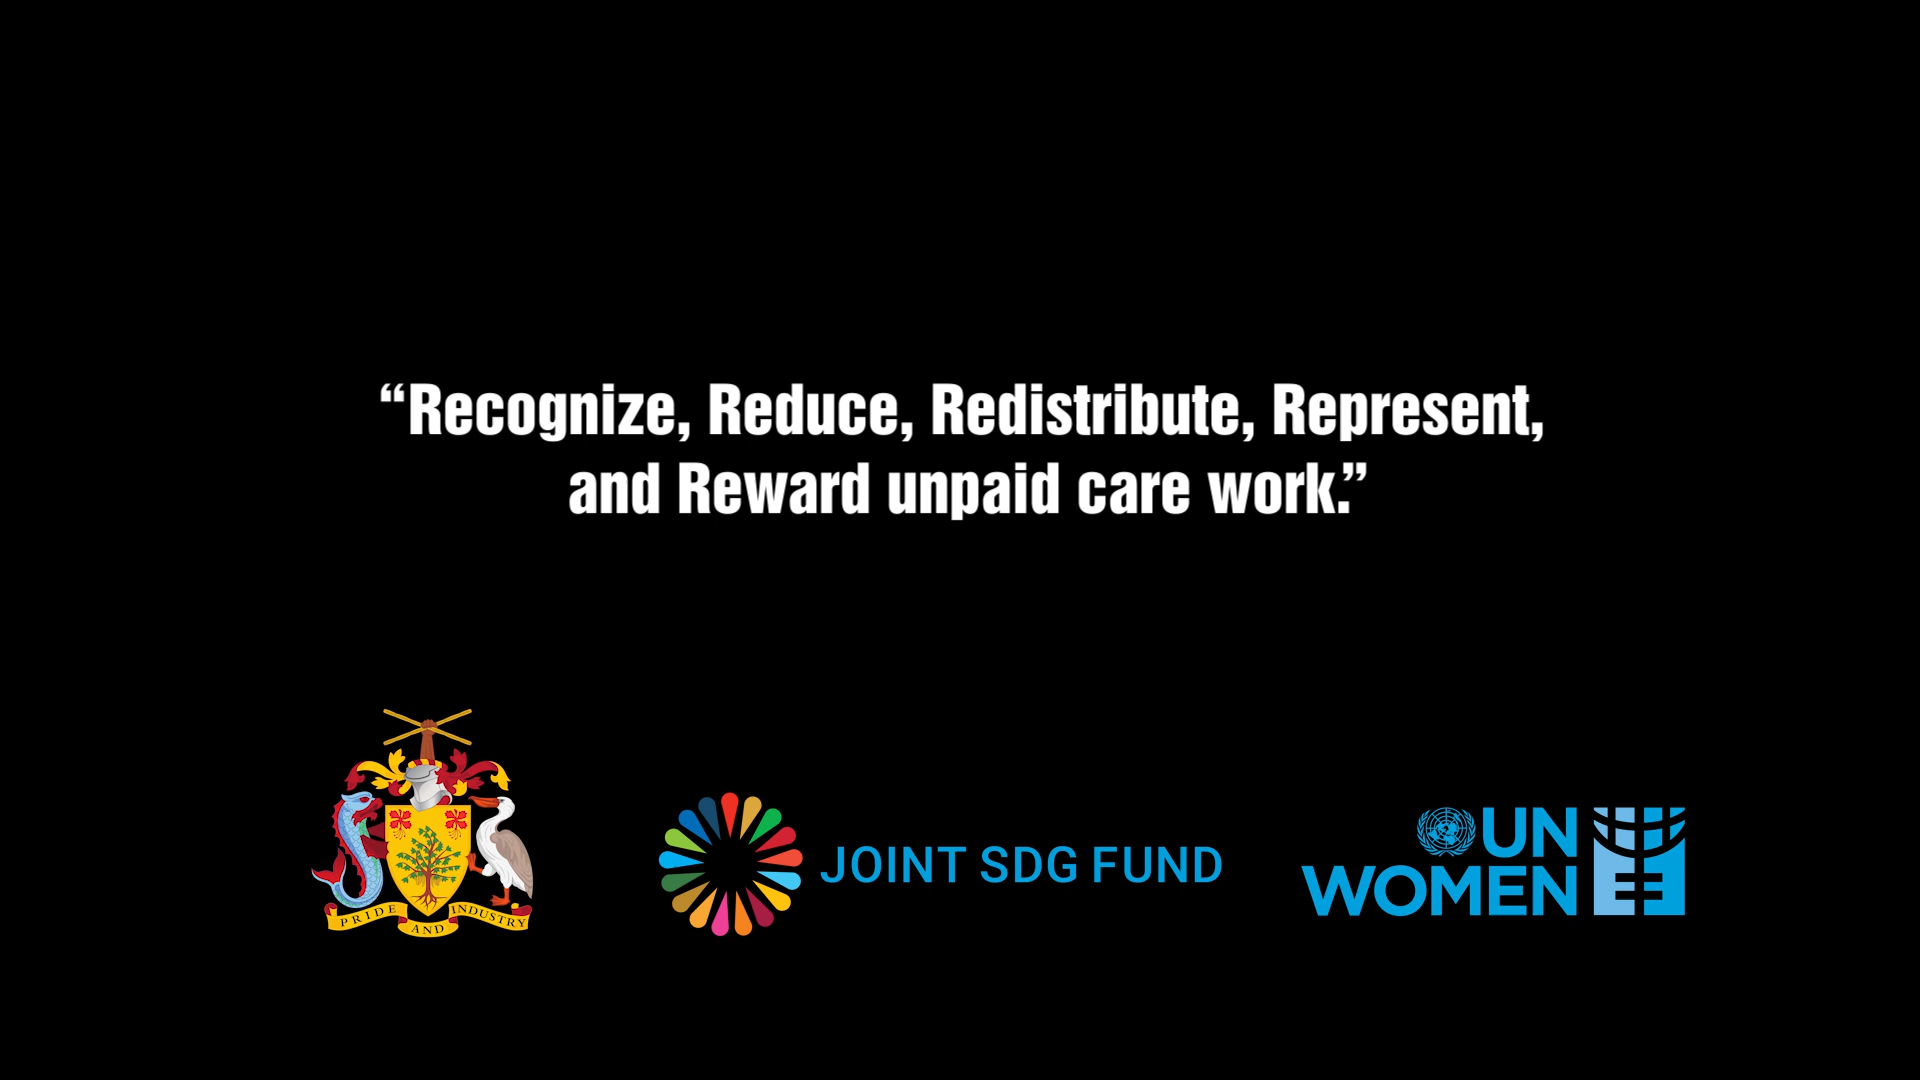 “Recognize, Reduce, Redistribute, Represent,
and Reward unpaid care work.”
PRIDE AND INDUSTRY
JOINT SDG FUND
UN
WOMEN